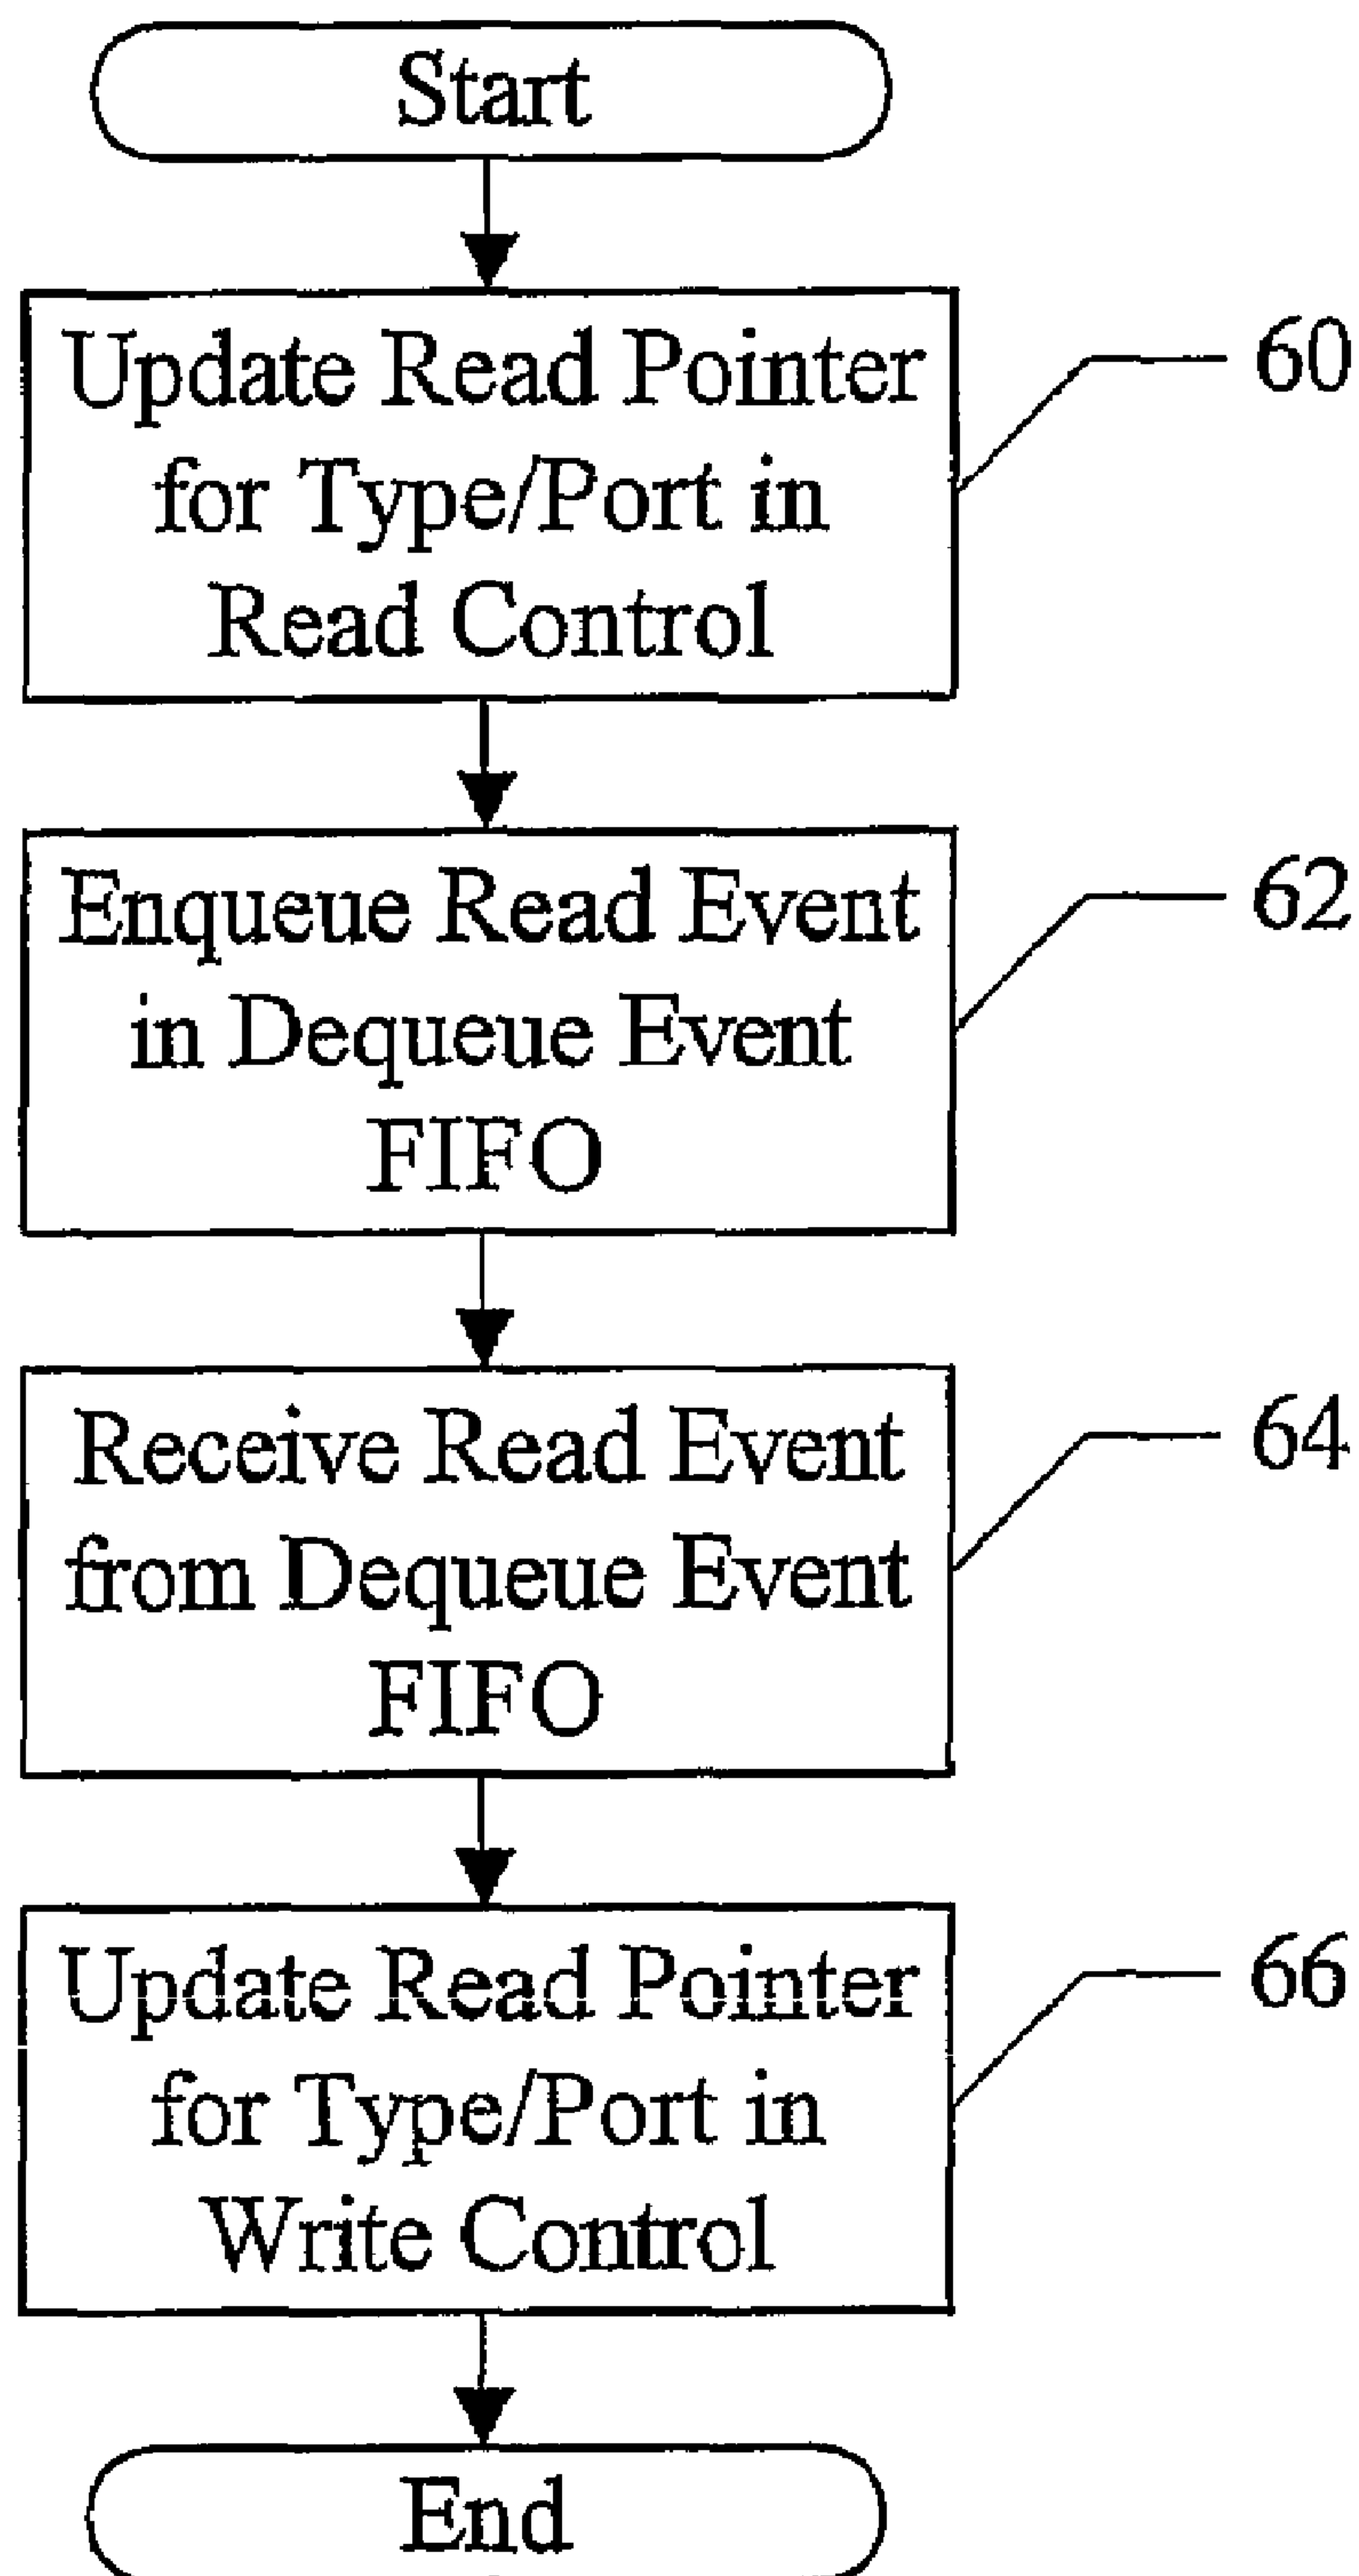 Start
Update Read Pointer
for Type/Port in
Read Control
60
Enqueue Read Event
in Dequeue Event
FIFO
62
Receive Read Event
from Dequeue Event
FIFO
64
Update Read Pointer
for Type/Port in
Write Control
66
End